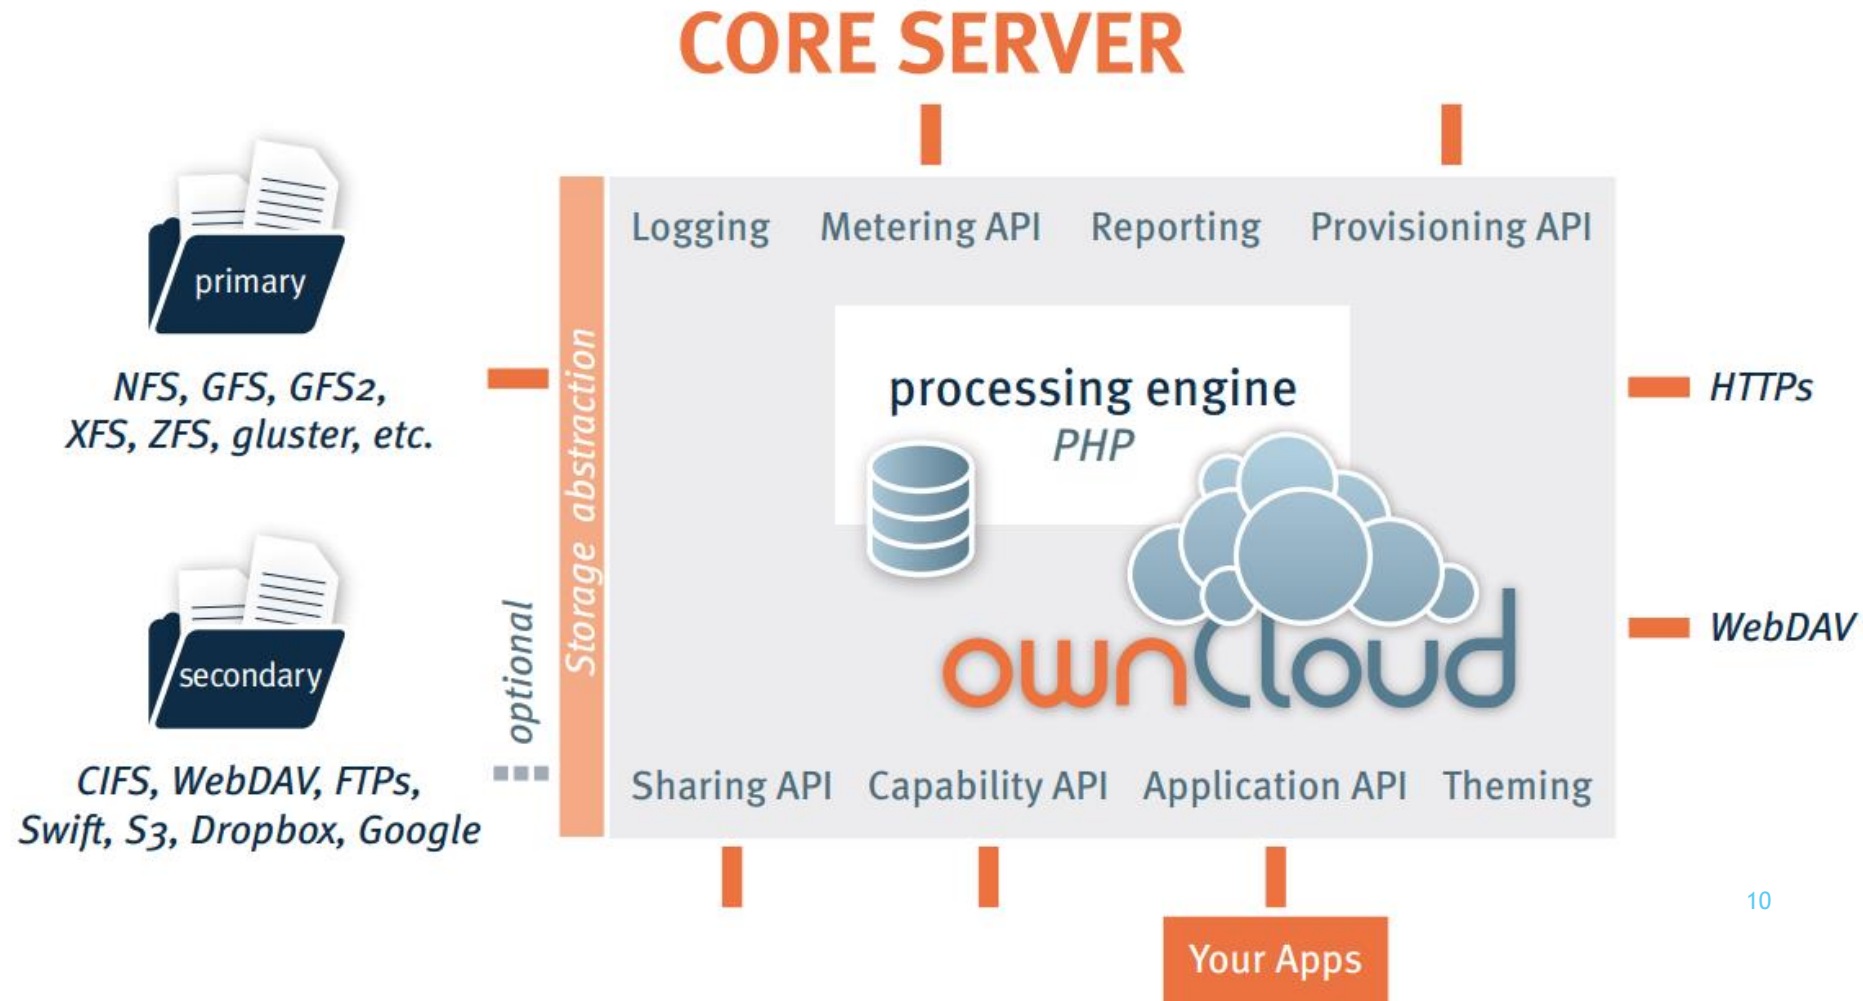 CORE SERVER
primary
NFS, GFS, GFS2,
XFS, ZFS, gluster, etc.
secondary
CIFS, WebDAV, FTPs,
Swift, S3, Dropbox, Google
optional
Storage abstraction
Logging Metering API Reporting Provisioning API
processing engine
PHP
ownCloud
Sharing API Capability API Application API Theming
HTTPs
WebDAV
Your Apps
10